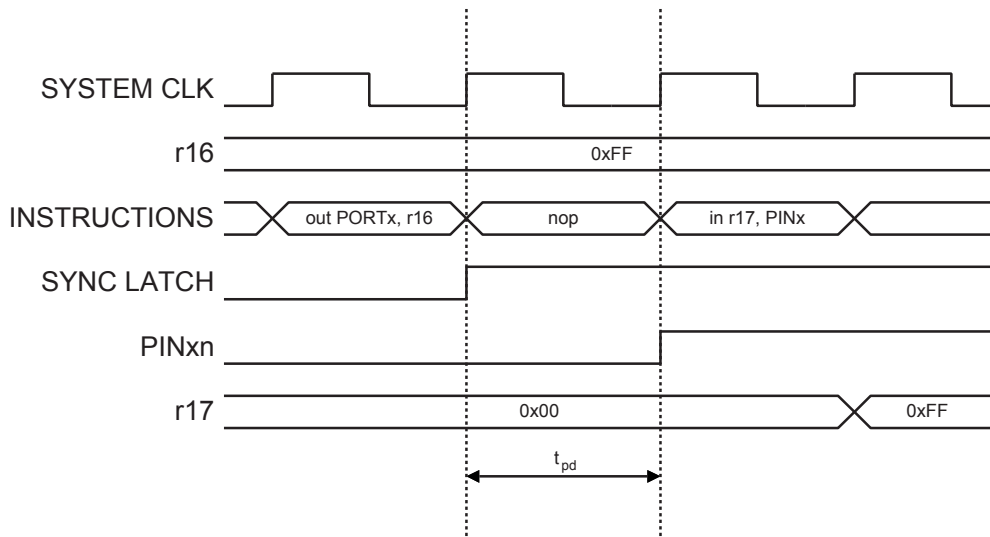 SYSTEM CLK
r16
0xFF
INSTRUCTIONS
out PORTx, r16
nop
in r17, PINx
SYNC LATCH
PINxn
r17
0x00
0xFF
tpd